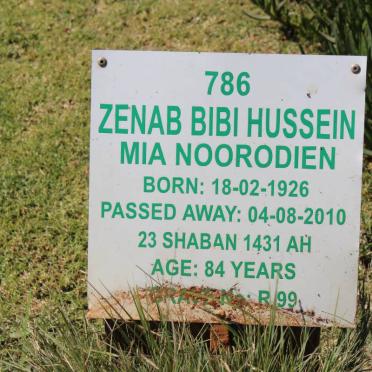 786
ZENAB BIBI HUSSEIN
MIA NOORODIEN
BORN: 18-02-1926
PASSED AWAY: 04-08-2010
23 SHABAN 1431 AH
AGE: 84 YEARS
R 99